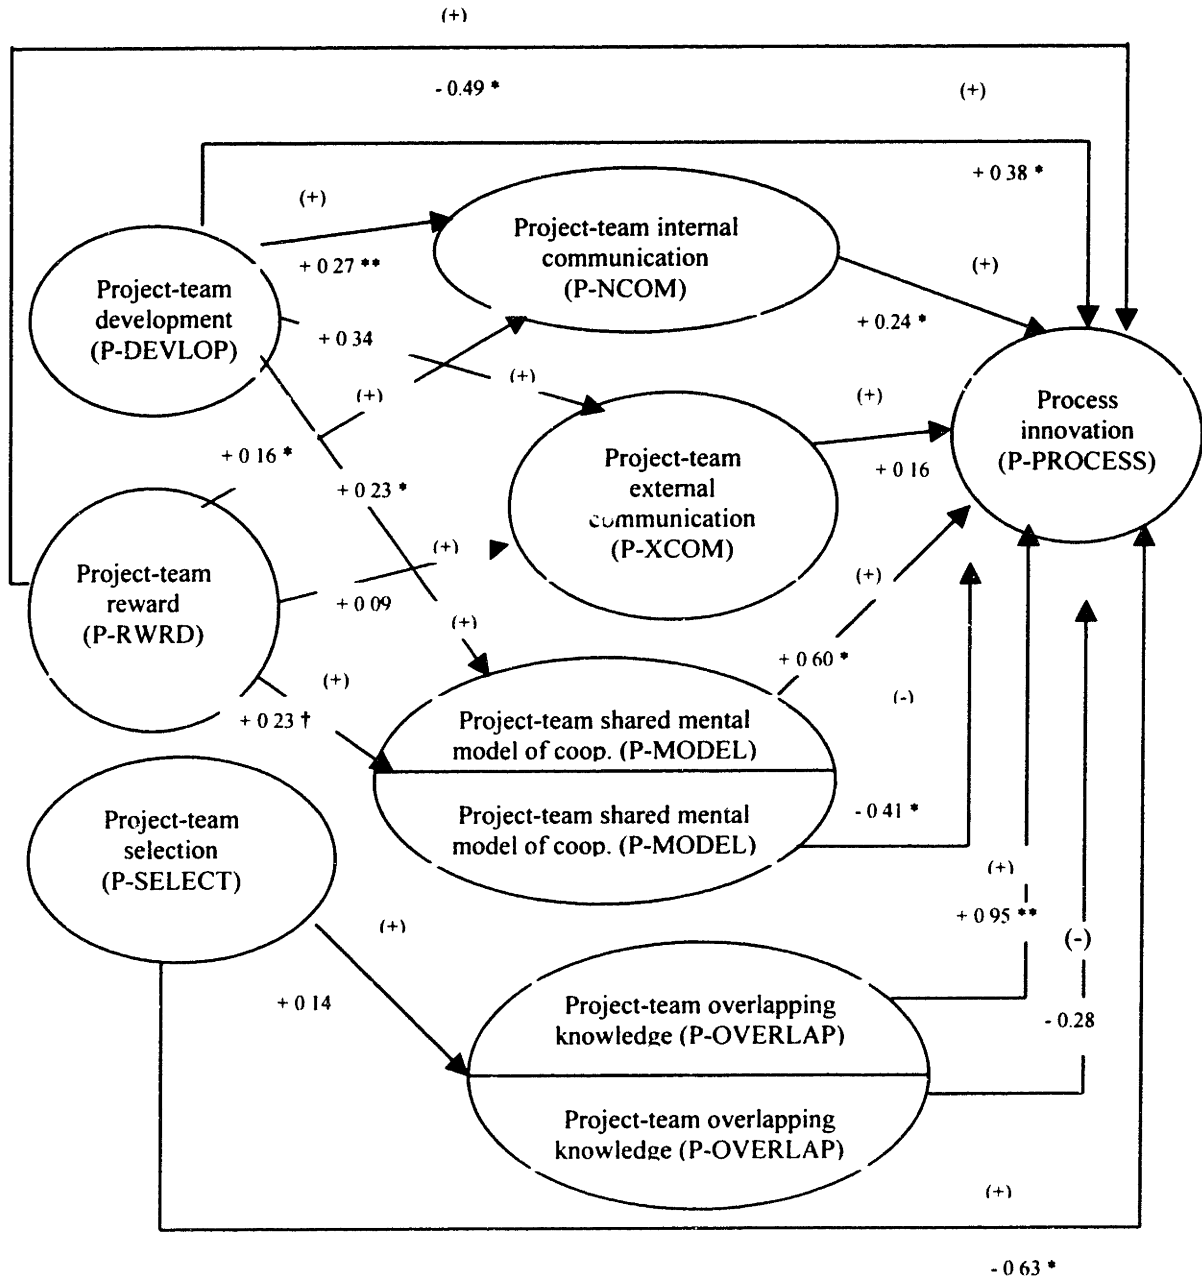 (+)
- 0.49 *
(+)
+ 0 38 *
(+)
+ 0 27 **
Project-team internal
communication
(P-NCOM)
(+)
+ 0.24 *
Project-team
development
(P-DEVLOP)
+ 0 34
(+)
(+)
Process
innovation
(P-PROCESS)
(+)
+ 0 16
+ 0 16 *
+ 0 23 *
Project-team
external
communication
(P-XCOM)
Project-team
reward
(P-RWRD)
(+)
+ 0 09
(+)
(+)
+ 0 60 *
(+)
+ 0 23 †
(-)
Project-team shared mental
model of coop. (P-MODEL)
Project-team shared mental
model of coop. (P-MODEL)
- 0 41 *
Project-team
selection
(P-SELECT)
(+)
+ 0 95 **
(+)
+ 0 14
(-)
- 0.28
Project-team overlapping
knowledge (P-OVERLAP)
Project-team overlapping
knowledge (P-OVERLAP)
(+)
- 0 63 *